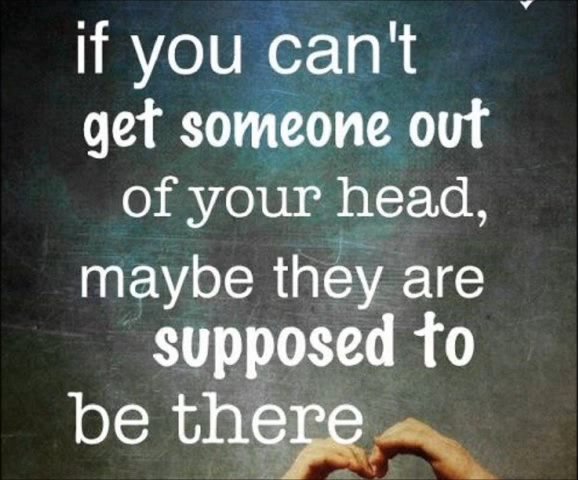 if you can't
get someone out
of your head,
maybe they are
supposed to
be there